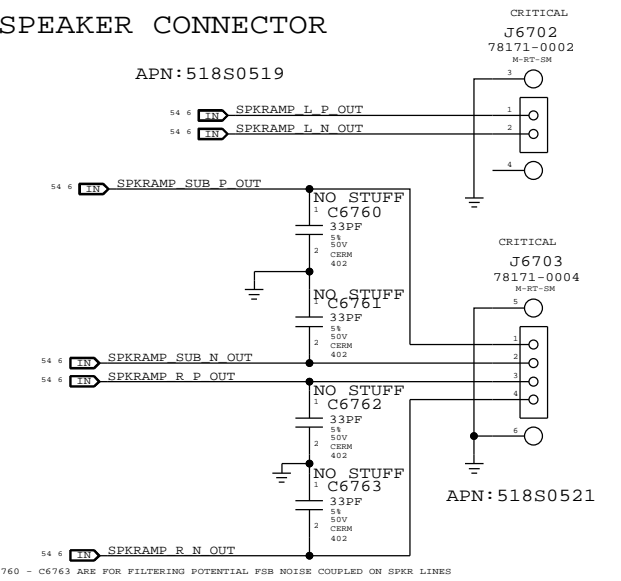 SPEAKER CONNECTOR
CRITICAL
J6702
78171-0002
M-RT-SM
APN:518S0519
3
54 6 IN SPKRAMP_L_P_OUT 1
54 6 IN SPKRAMP_L_N_OUT 2
4
54 6 IN SPKRAMP_SUB_P_OUT
NO STUFF
1 C6760
33PF
5%
50V
2 CERM
402
CRITICAL
J6703
78171-0004
M-RT-SM
5
NO STUFF
1 C6761
33PF
5%
50V
2 CERM
402
1
54 6 IN SPKRAMP_SUB_N_OUT 2
54 6 IN SPKRAMP_R_P_OUT 3
4
NO STUFF
1 C6762
33PF
5%
50V
2 CERM
402
6
NO STUFF
1 C6763
33PF
5%
50V
2 CERM
402
APN:518S0521
54 6 IN SPKRAMP_R_N_OUT
760 - C6763 ARE FOR FILTERING POTENTIAL FSB NOISE COUPLED ON SPKR LINES